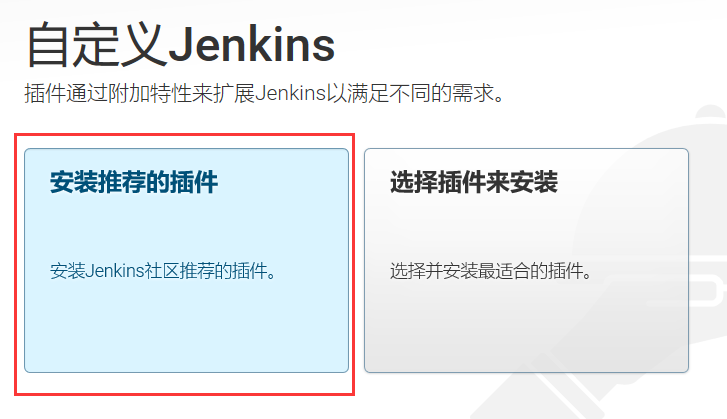 自定义Jenkins
插件通过附加特性来扩展Jenkins以满足不同的需求。
安装推荐的插件
安装Jenkins社区推荐的插件。
选择插件来安装
选择并安装最适合的插件。